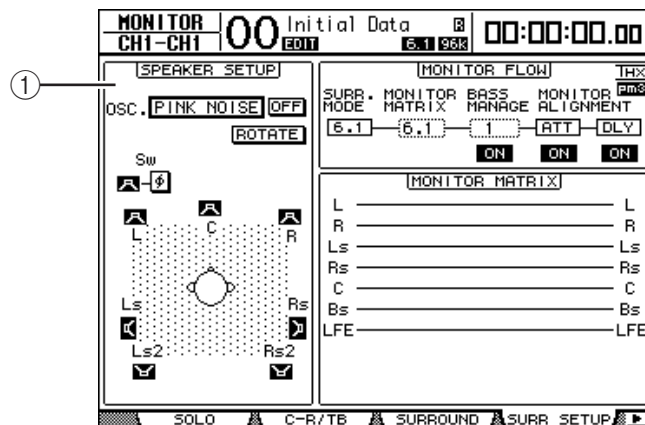 MONITOR
CH1-CH1
00
Initial Data
EDIT
6.1 96K
00:00:00.00
1
SPEAKER SETUP
OSC. PINK NOISE OFF
ROTATE
Sw
ϕ
L C R
Ls Rs
Ls2 Rs2
MONITOR FLOW
THX
pm3
SURR. MODE
MONITOR MATRIX
BASS MANAGE
MONITOR ALIGNMENT
6.1 6.1 1 ATT DLY
ON ON ON
MONITOR MATRIX
L L
R R
Ls Ls
Rs Rs
C C
Bs Bs
LFE LFE
SOLO C-R/TB SURROUND SURR SETUP